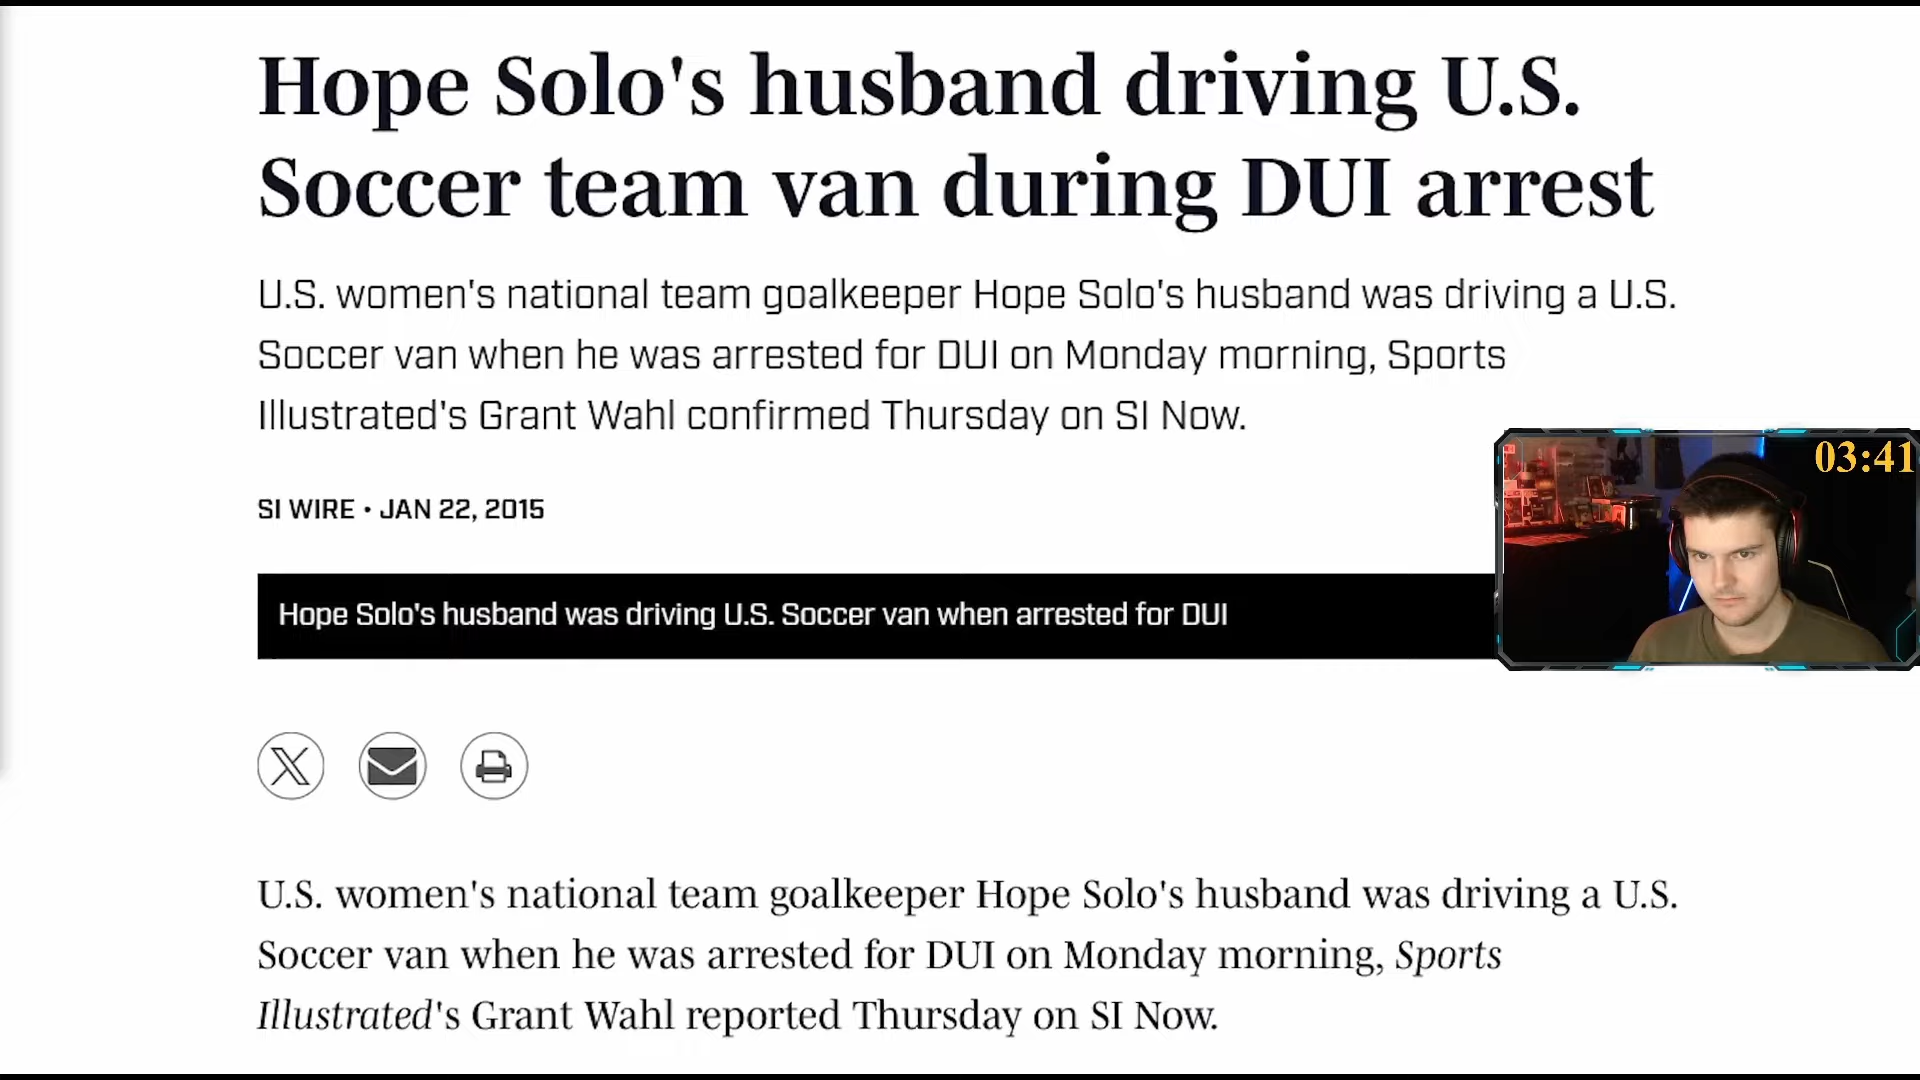 Hope Solo's husband driving U.S.
Soccer team van during DUI arrest
U.S. women's national team goalkeeper Hope Solo's husband was driving a U.S.
Soccer van when he was arrested for DUI on Monday morning, Sports
Illustrated's Grant Wahl confirmed Thursday on SI Now.
03:41
SI WIRE • JAN 22, 2015
Hope Solo's husband was driving U.S. Soccer van when arrested for DUI
U.S. women's national team goalkeeper Hope Solo's husband was driving a U.S.
Soccer van when he was arrested for DUI on Monday morning, Sports
Illustrated's Grant Wahl reported Thursday on SI Now.